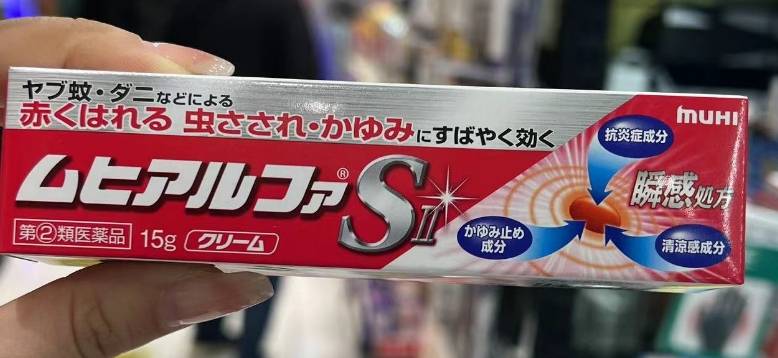 ヤブ蚊・ダニなどによる
赤くはれる 虫さされ・かゆみにすばやく効く
MUHI
ムヒアルファ® SII
指定②類医薬品 15g クリーム
抗炎症成分
瞬感処方
かゆみ止め
成分
清涼感成分